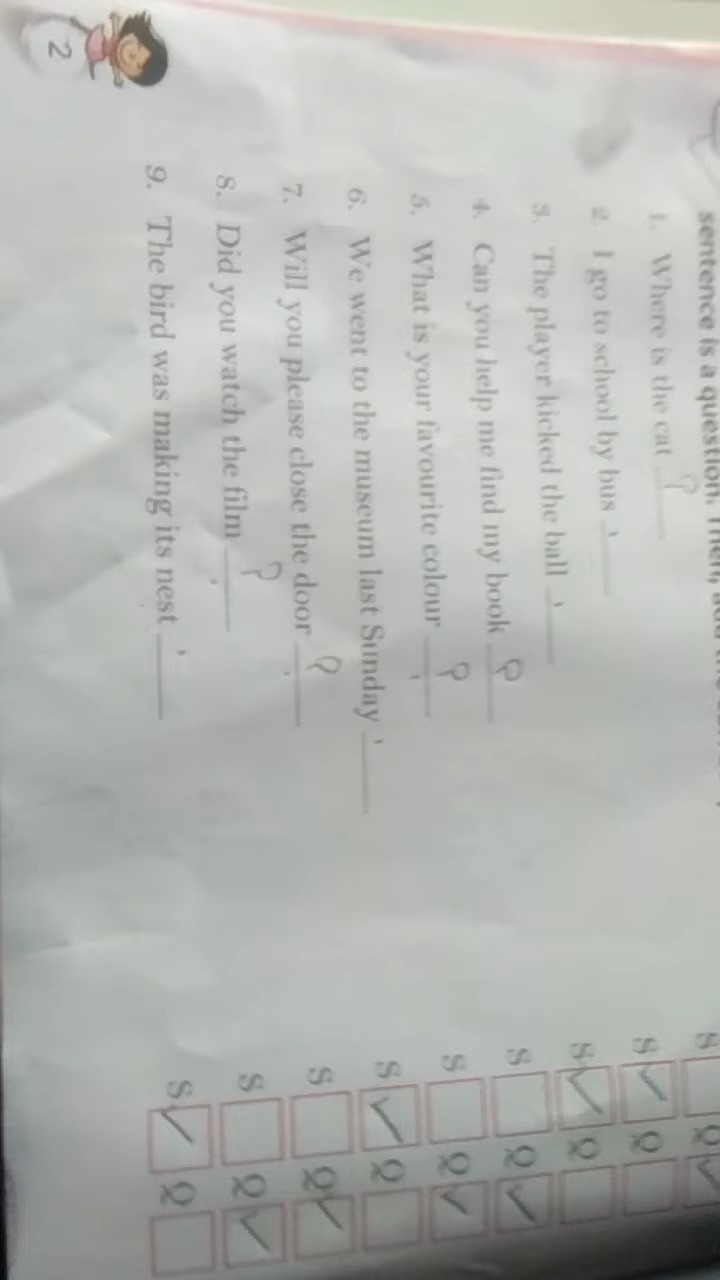 sentence is a question. Then, add the
1. Where is the cat ? S Q ✓
2. I go to school by bus . S ✓ Q
3. The player kicked the ball . S ✓ Q
4. Can you help me find my book ? S Q ✓
5. What is your favourite colour ? S Q ✓
6. We went to the museum last Sunday . S ✓ Q
7. Will you please close the door ? S Q ✓
8. Did you watch the film ? S Q ✓
9. The bird was making its nest . S ✓ Q
2